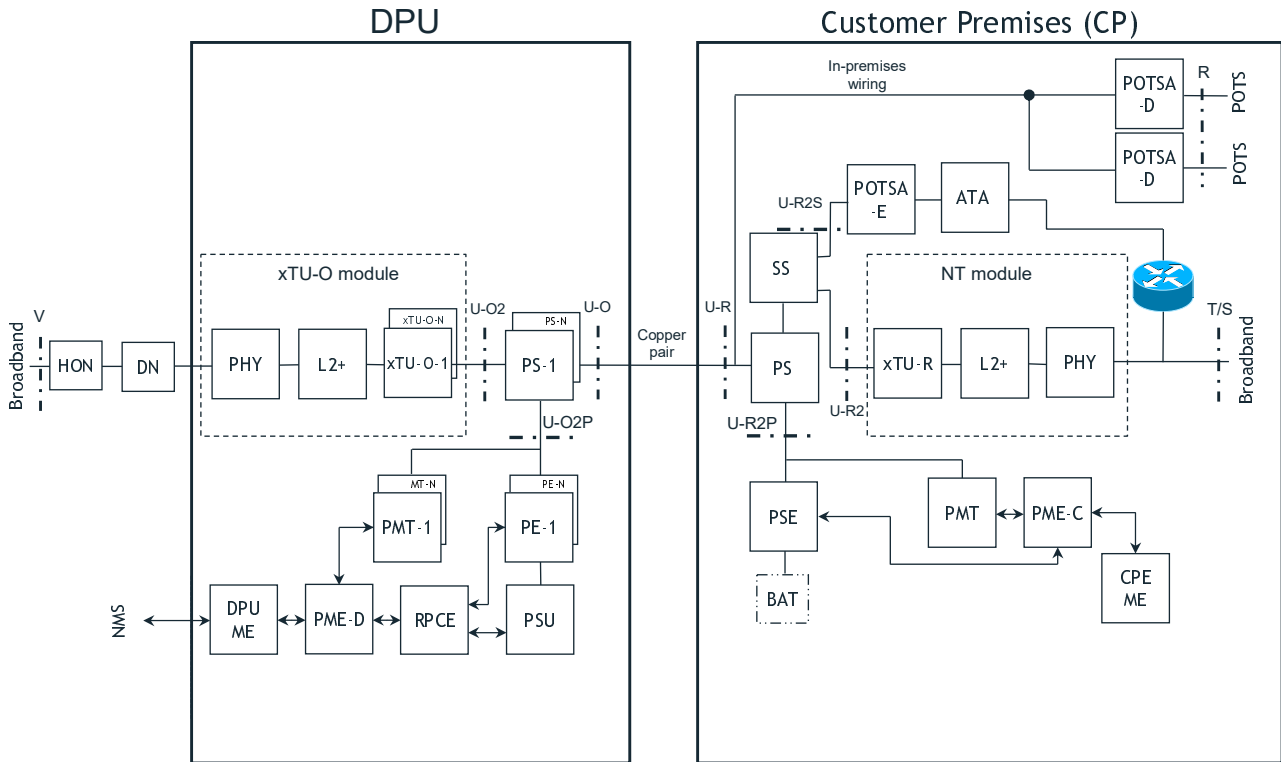 DPU
Customer Premises (CP)
In-premises
wiring
POTSA
-D
R
POTS
POTSA
-D
POTS
POTSA
-E
ATA
U-R2S
SS
xTU-O module
NT module
U-O2
U-O
U-R
T/S
V
Broadband
HON
DN
PHY
L2+
xTU-O-N
xTU-O-1
PS-N
PS-1
Copper
pair
PS
xTU-R
L2+
PHY
Broadband
U-R2
U-O2P
U-R2P
MT-N
PMT-1
PE-N
PE-1
PSE
PMT
PME-C
BAT
CPE
ME
NMS
DPU
ME
PME-D
RPCE
PSU